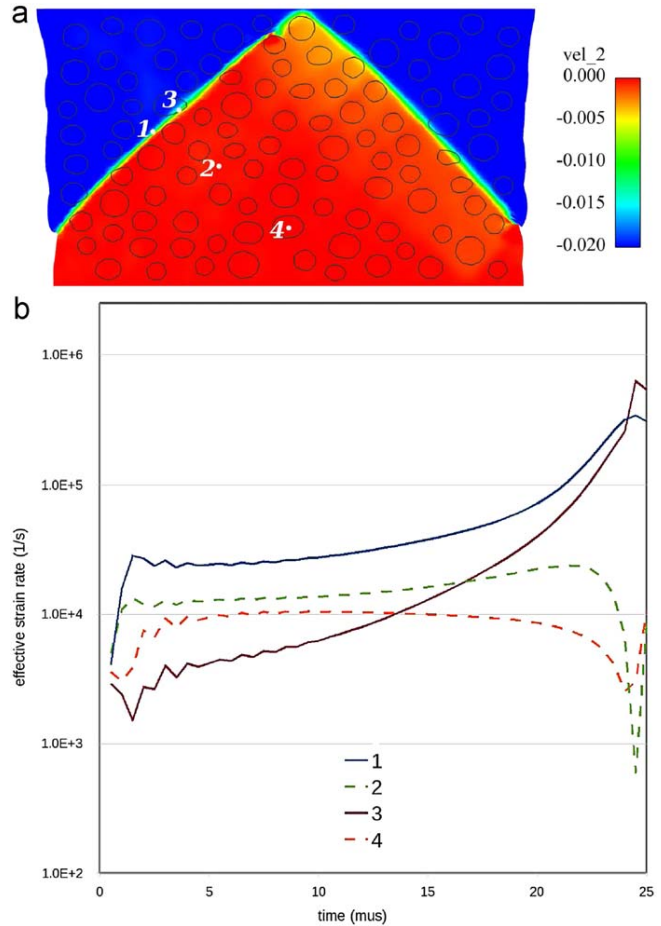 a
vel_2
0.000
-0.005
-0.010
-0.015
-0.020
3
1
2
4
b
1.0E+6
1.0E+5
1.0E+4
1.0E+3
1.0E+2
effective strain rate (1/s)
1
2
3
4
0 5 10 15 20 25
time (mus)